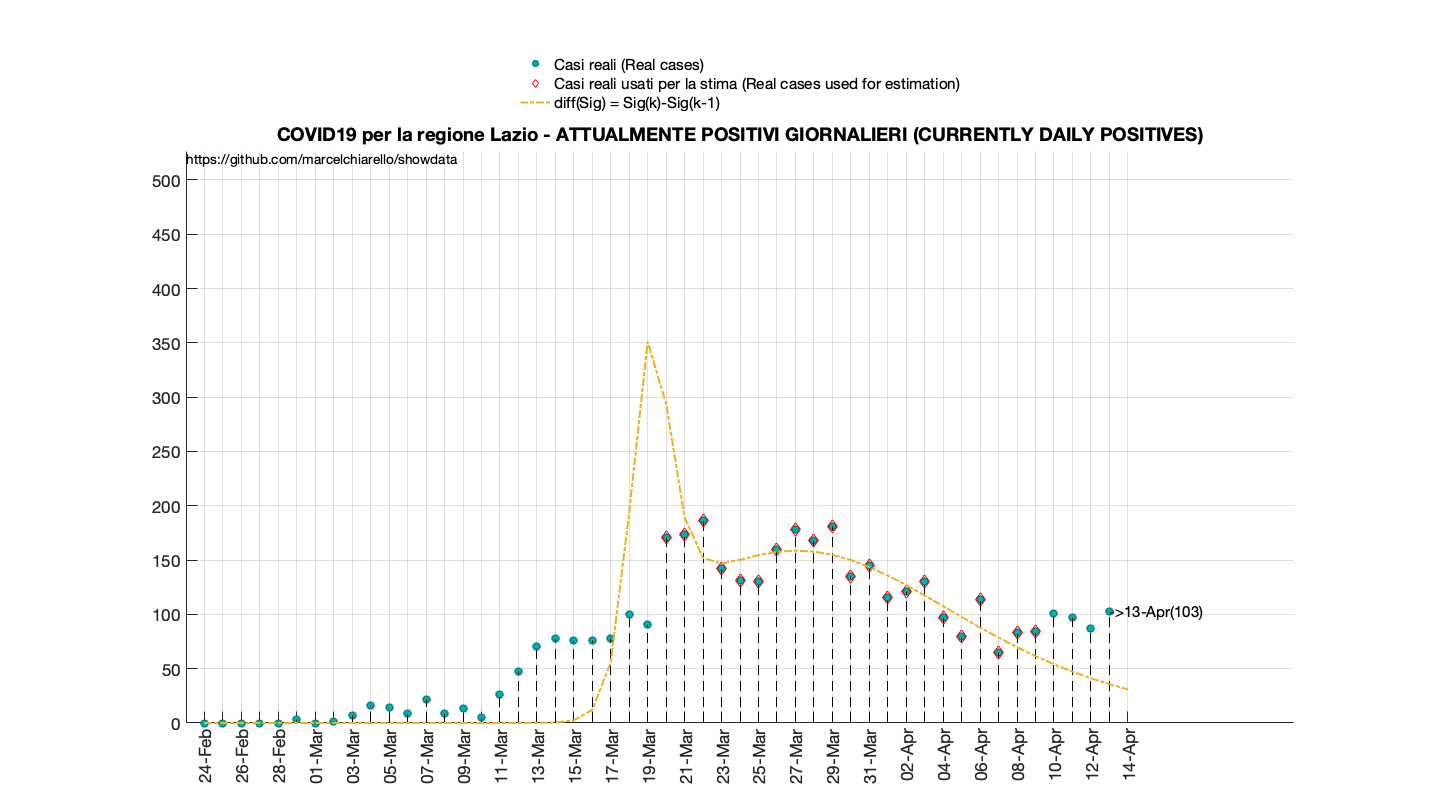 Casi reali (Real cases)
Casi reali usati per la stima (Real cases used for estimation)
diff(Sig) = Sig(k)-Sig(k-1)
COVID19 per la regione Lazio - ATTUALMENTE POSITIVI GIORNALIERI (CURRENTLY DAILY POSITIVES)
https://github.com/marcelchiarello/showdata
500
450
400
350
300
250
200
150
100
50
0
->13-Apr(103)
24-Feb
26-Feb
28-Feb
01-Mar
03-Mar
05-Mar
07-Mar
09-Mar
11-Mar
13-Mar
15-Mar
17-Mar
19-Mar
21-Mar
23-Mar
25-Mar
27-Mar
29-Mar
31-Mar
02-Apr
04-Apr
06-Apr
08-Apr
10-Apr
12-Apr
14-Apr